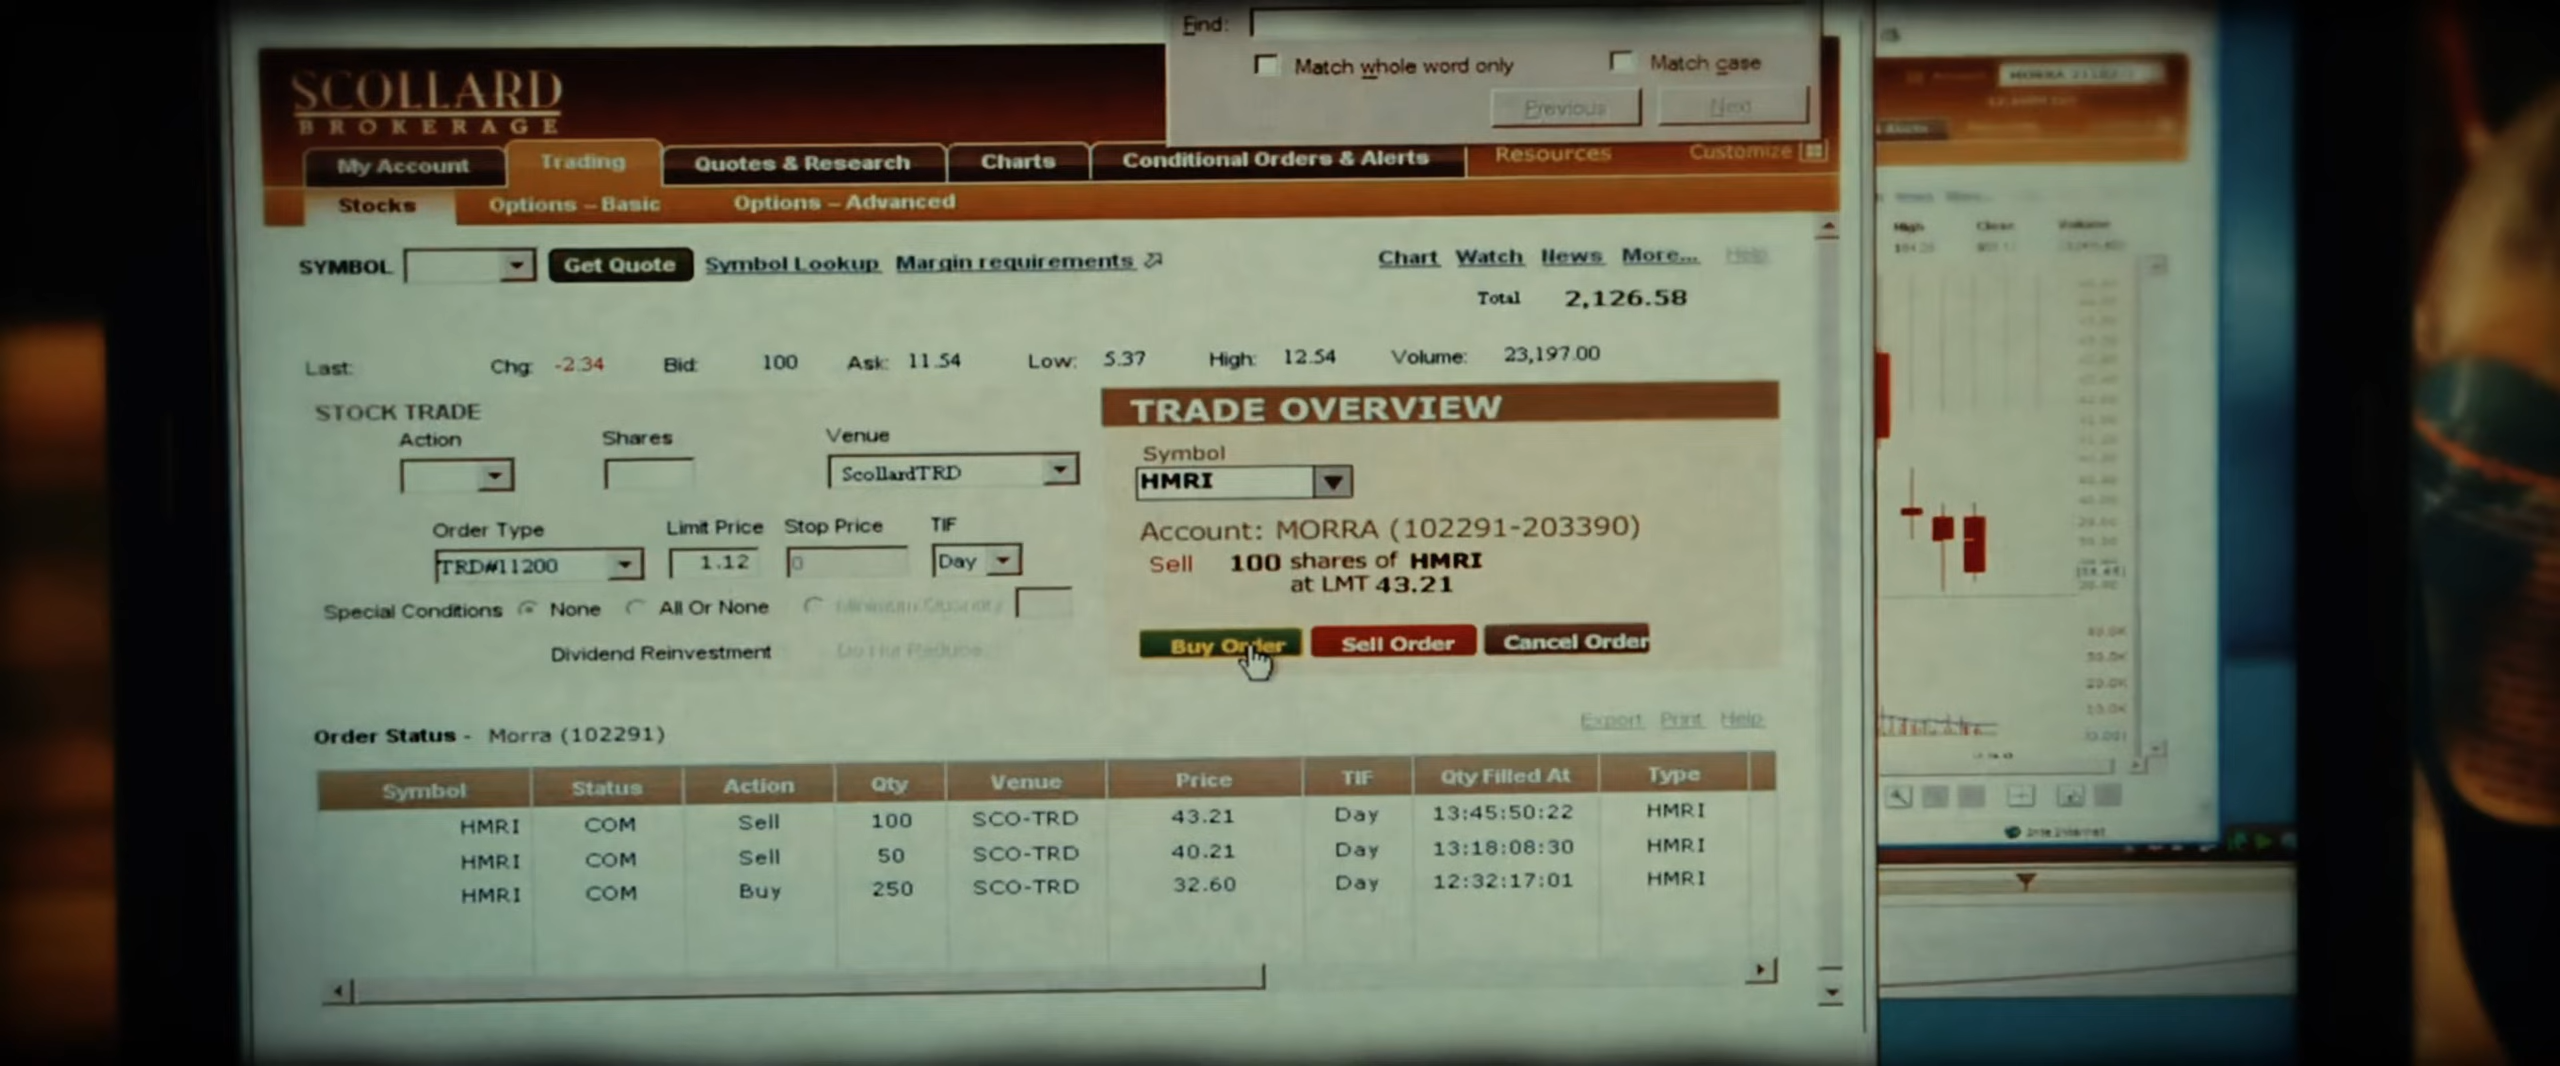 Find:
Match whole word only Match case
Previous Next
SCOLLARD
BROKERAGE
My Account Trading Quotes & Research Charts Conditional Orders & Alerts Resources Customize
Stocks Options – Basic Options – Advanced
SYMBOL Get Quote Symbol Lookup Margin requirements Chart Watch News More... Help
Total 2,126.58
Last: Chg: -2.34 Bid: 100 Ask: 11.54 Low: 5.37 High: 12.54 Volume: 23,197.00
STOCK TRADE
Action Shares Venue
ScollardTRD
Order Type Limit Price Stop Price TIF
TRD#11200 1.12 0 Day
Special Conditions None All Or None Minimum Quantity
Dividend Reinvestment Do Not Reduce
TRADE OVERVIEW
Symbol
HMRI
Account: MORRA (102291-203390)
Sell 100 shares of HMRI
at LMT 43.21
Buy Order Sell Order Cancel Order
Export Print Help
Order Status - Morra (102291)
Symbol Status Action Qty Venue Price TIF Qty Filled At Type
HMRI COM Sell 100 SCO-TRD 43.21 Day 13:45:50:22 HMRI
HMRI COM Sell 50 SCO-TRD 40.21 Day 13:18:08:30 HMRI
HMRI COM Buy 250 SCO-TRD 32.60 Day 12:32:17:01 HMRI
High Close Volume